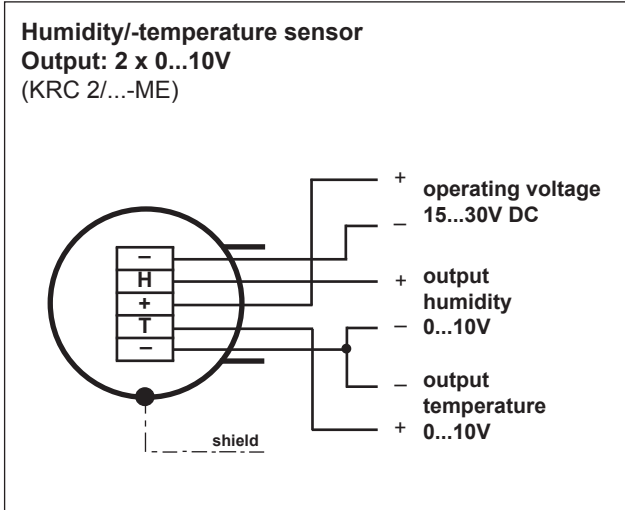 Humidity/-temperature sensor
Output: 2 x 0...10V
(KRC 2/...-ME)
+
operating voltage
15...30V DC
–
–
H
+
T
–
+ output
humidity
– 0...10V
– output
temperature
+ 0...10V
shield